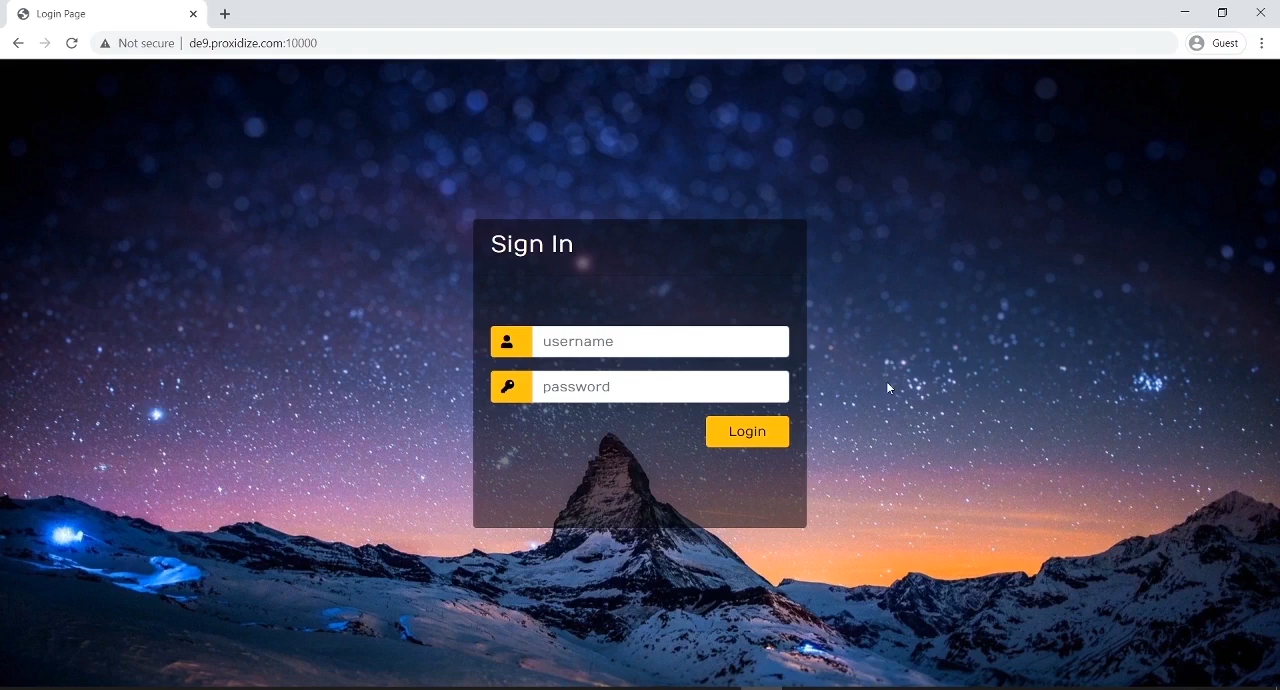 Login Page
Not secure | de9.proxidize.com:10000
Guest
Sign In
username
password
Login